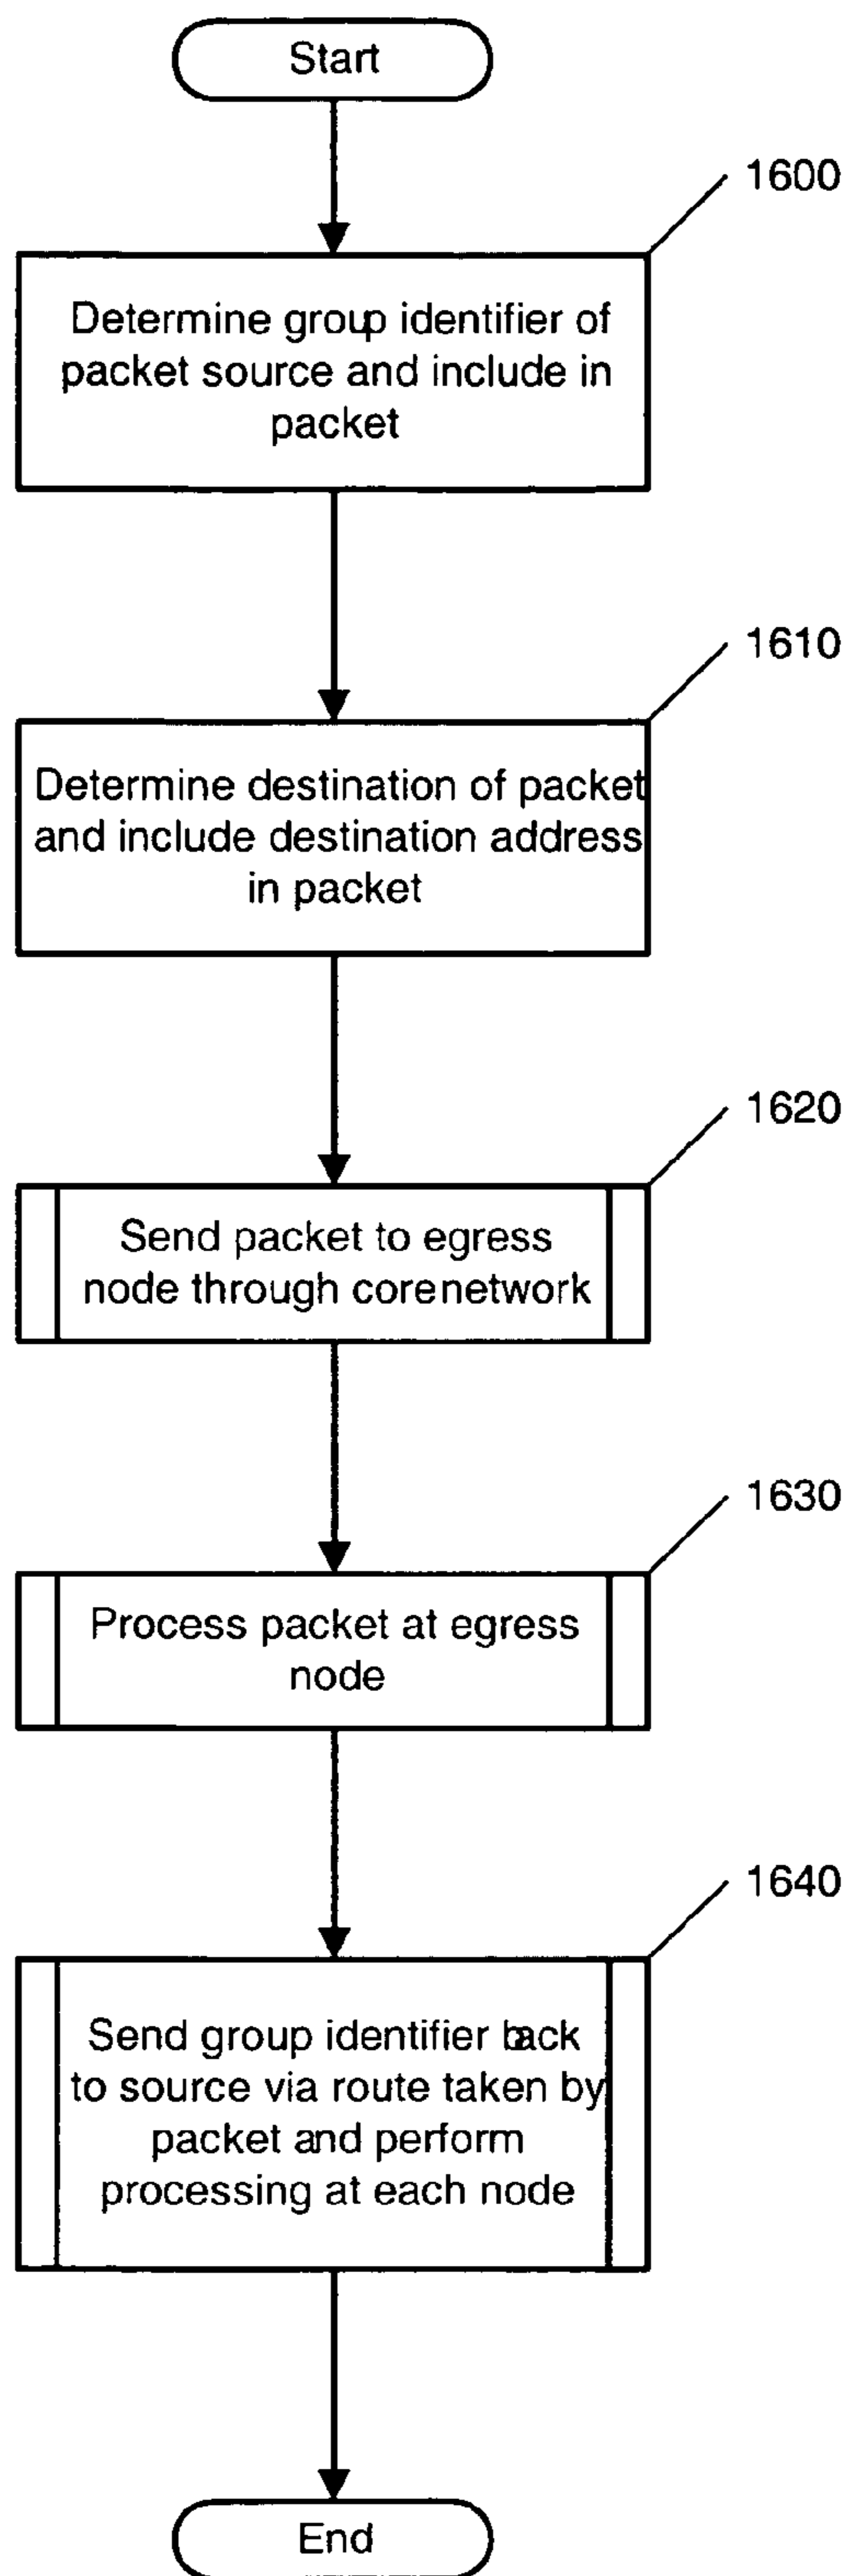 Start
1600
Determine group identifier of
packet source and include in
packet
1610
Determine destination of packet
and include destination address
in packet
1620
Send packet to egress
node through corenetwork
1630
Process packet at egress
node
1640
Send group identifier back
to source via route taken by
packet and perform
processing at each node
End